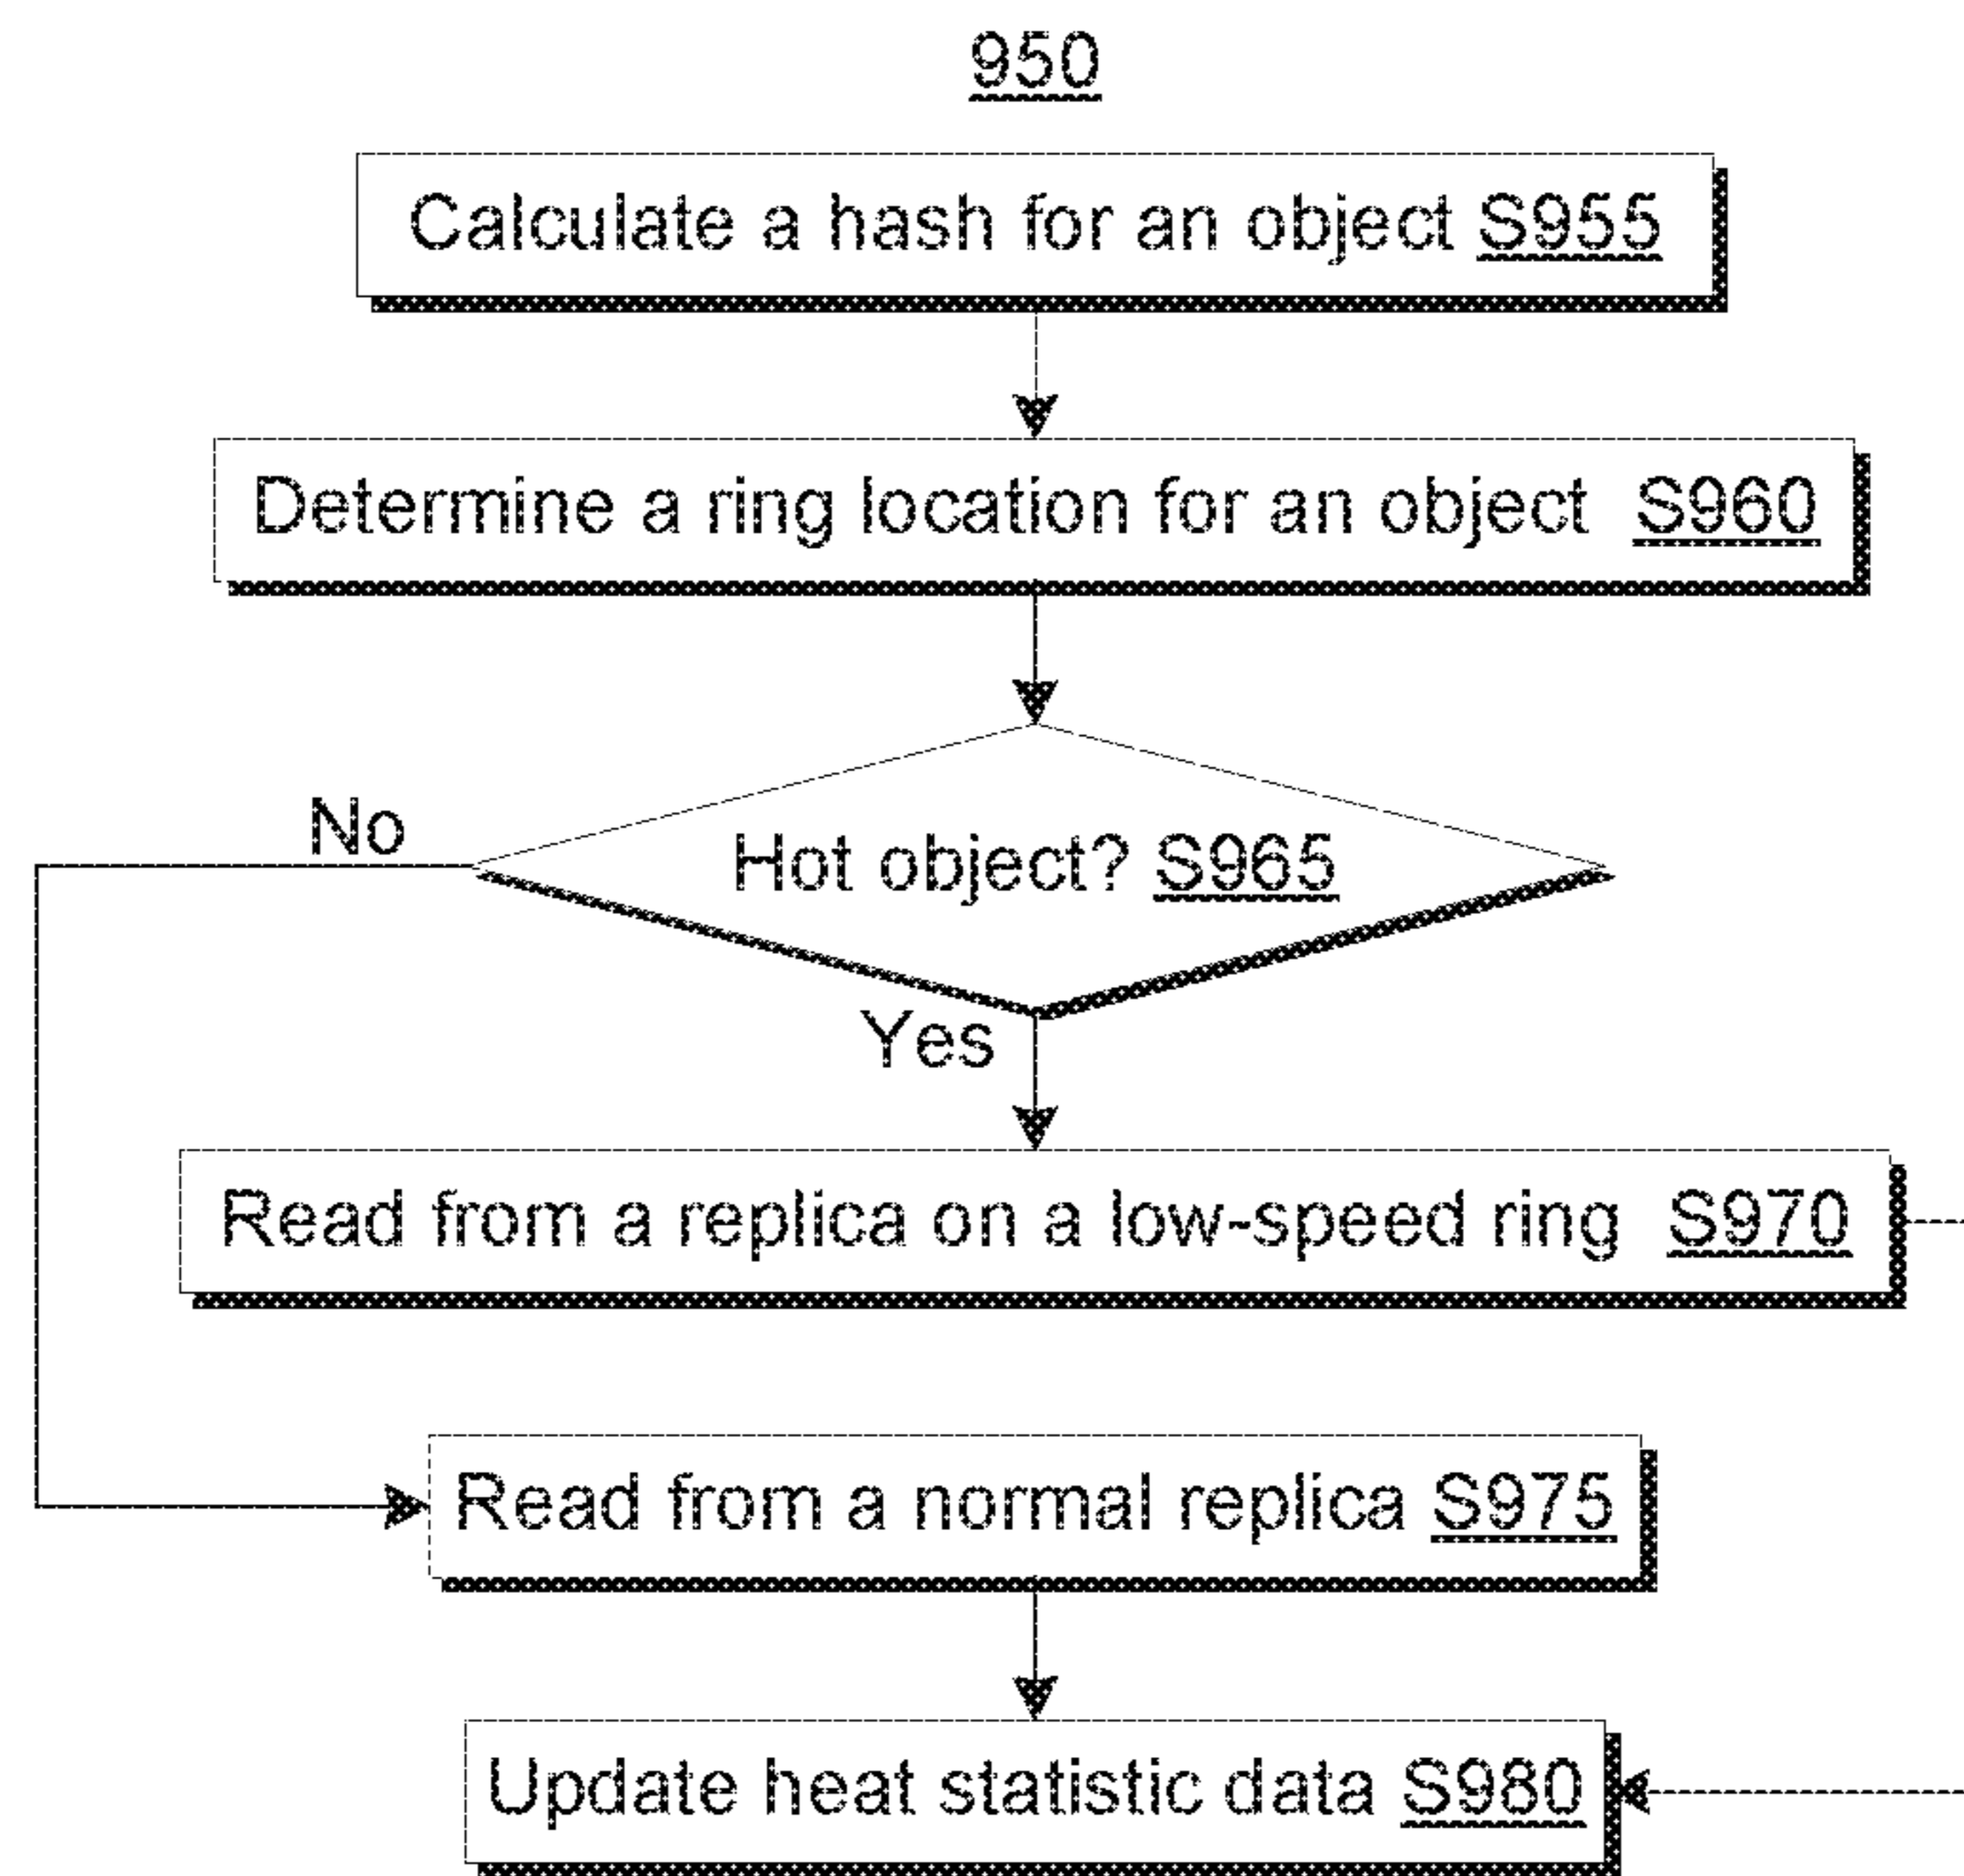 950
Calculate a hash for an object S955
Determine a ring location for an object S960
No
Hot object? S965
Yes
Read from a replica on a low-speed ring S970
Read from a normal replica S975
Update heat statistic data S980